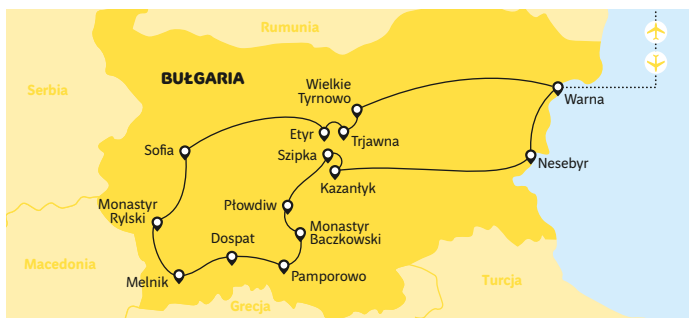 Rumunia
Serbia
BUŁGARIA
Wielkie
Tyrnowo
Warna
Etyr
Trjawna
Sofia
Szipka
Nesebyr
Kazanłyk
Monastyr
Rylski
Płowdiw
Monastyr
Baczkowski
Dospat
Macedonia
Melnik
Pamporowo
Turcja
Grecja